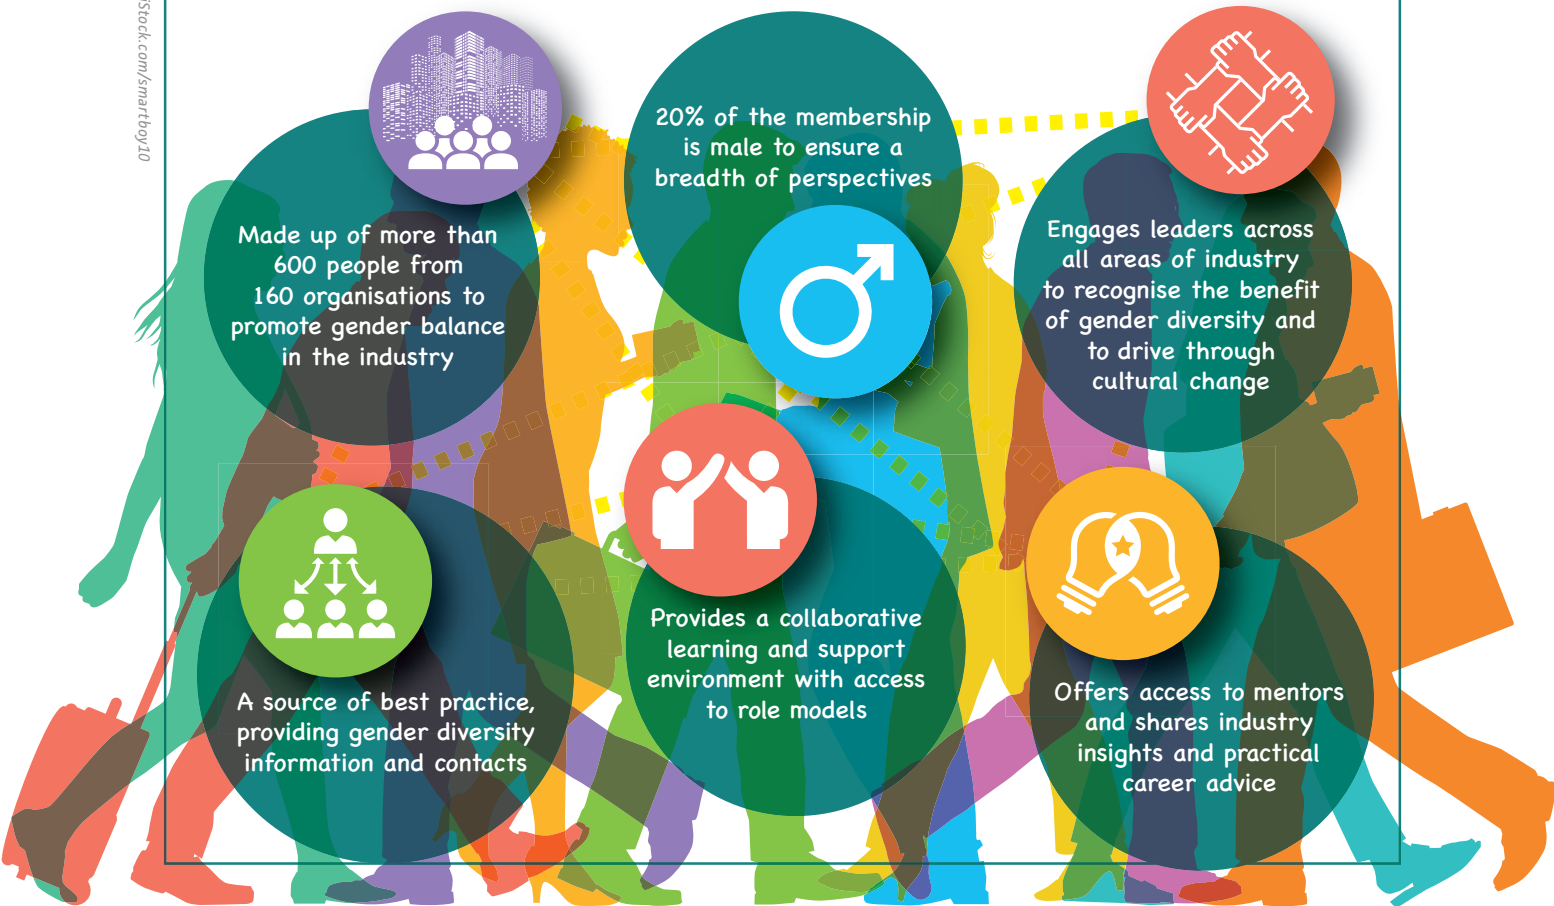 iStock.com/smartboy10
Made up of more than
600 people from
160 organisations to
promote gender balance
in the industry
20% of the membership
is male to ensure a
breadth of perspectives
Engages leaders across
all areas of industry
to recognise the benefit
of gender diversity and
to drive through
cultural change
A source of best practice,
providing gender diversity
information and contacts
Provides a collaborative
learning and support
environment with access
to role models
Offers access to mentors
and shares industry
insights and practical
career advice